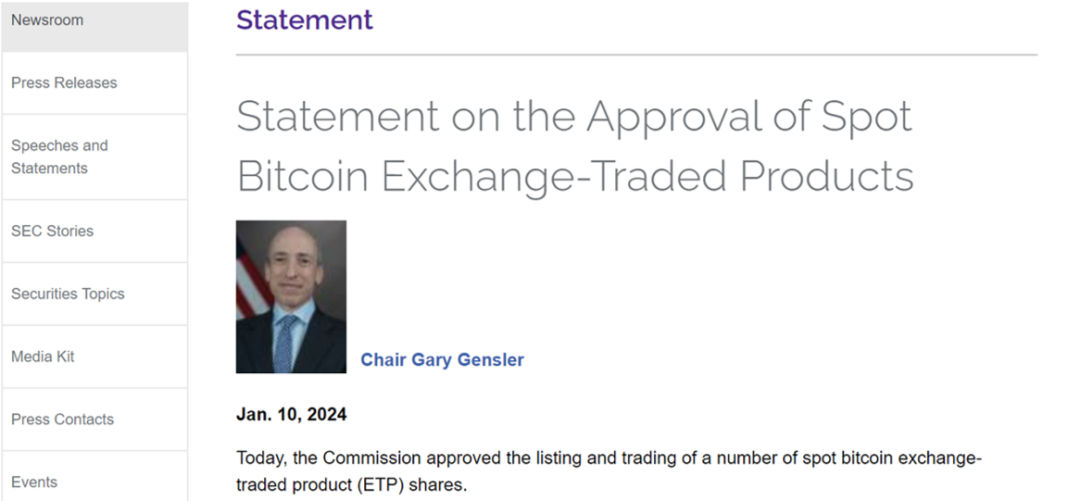 Newsroom
Press Releases
Speeches and
Statements
SEC Stories
Securities Topics
Media Kit
Press Contacts
Events
Statement
Statement on the Approval of Spot
Bitcoin Exchange-Traded Products
Chair Gary Gensler
Jan. 10, 2024
Today, the Commission approved the listing and trading of a number of spot bitcoin exchange-
traded product (ETP) shares.